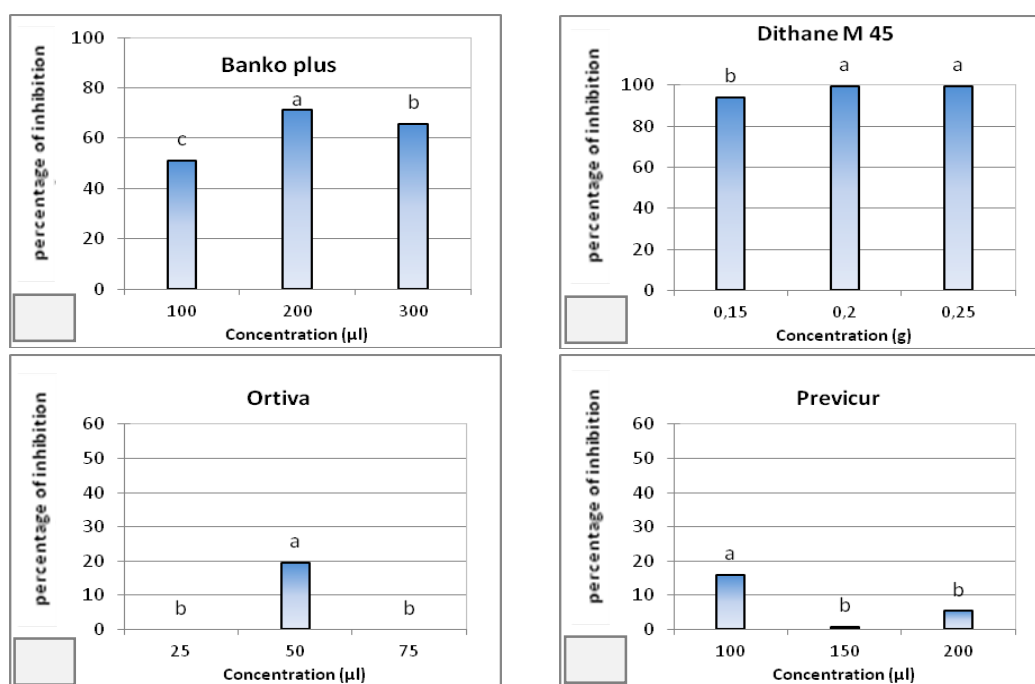 Banko plus
percentage of inhibition
100
80
60
40
20
0
c
a
b
100 200 300
Concentration (µl)
Dithane M 45
percentage of inhibition
100
80
60
40
20
0
b
a
a
0,15 0,2 0,25
Concentration (g)
Ortiva
percentage of inhibition
60
50
40
30
20
10
0
b
a
b
25 50 75
Concentration (µl)
Previcur
percentage of inhibition
60
50
40
30
20
10
0
a
b
b
100 150 200
Concentration (µl)